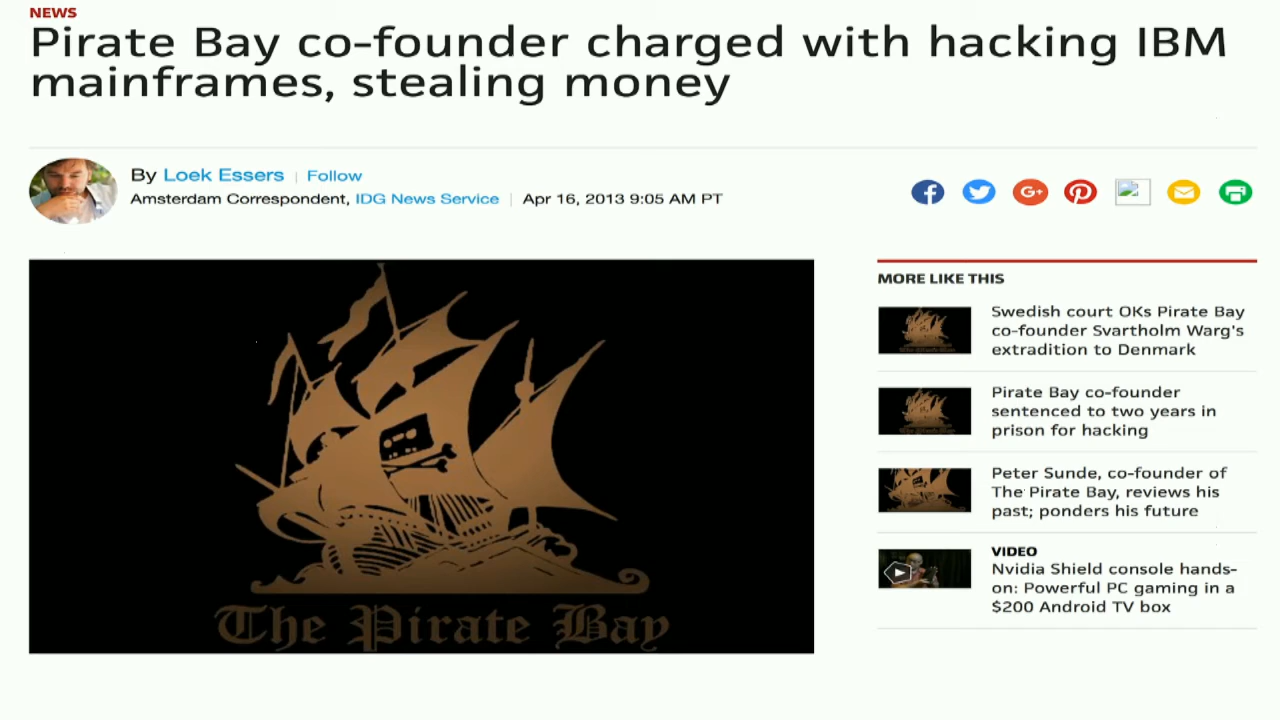 NEWS
Pirate Bay co-founder charged with hacking IBM
mainframes, stealing money
By Loek Essers | Follow
Amsterdam Correspondent, IDG News Service | Apr 16, 2013 9:05 AM PT
The Pirate Bay
MORE LIKE THIS
Swedish court OKs Pirate Bay
co-founder Svartholm Warg's
extradition to Denmark
Pirate Bay co-founder
sentenced to two years in
prison for hacking
Peter Sunde, co-founder of
The Pirate Bay, reviews his
past; ponders his future
VIDEO
Nvidia Shield console hands-
on: Powerful PC gaming in a
$200 Android TV box